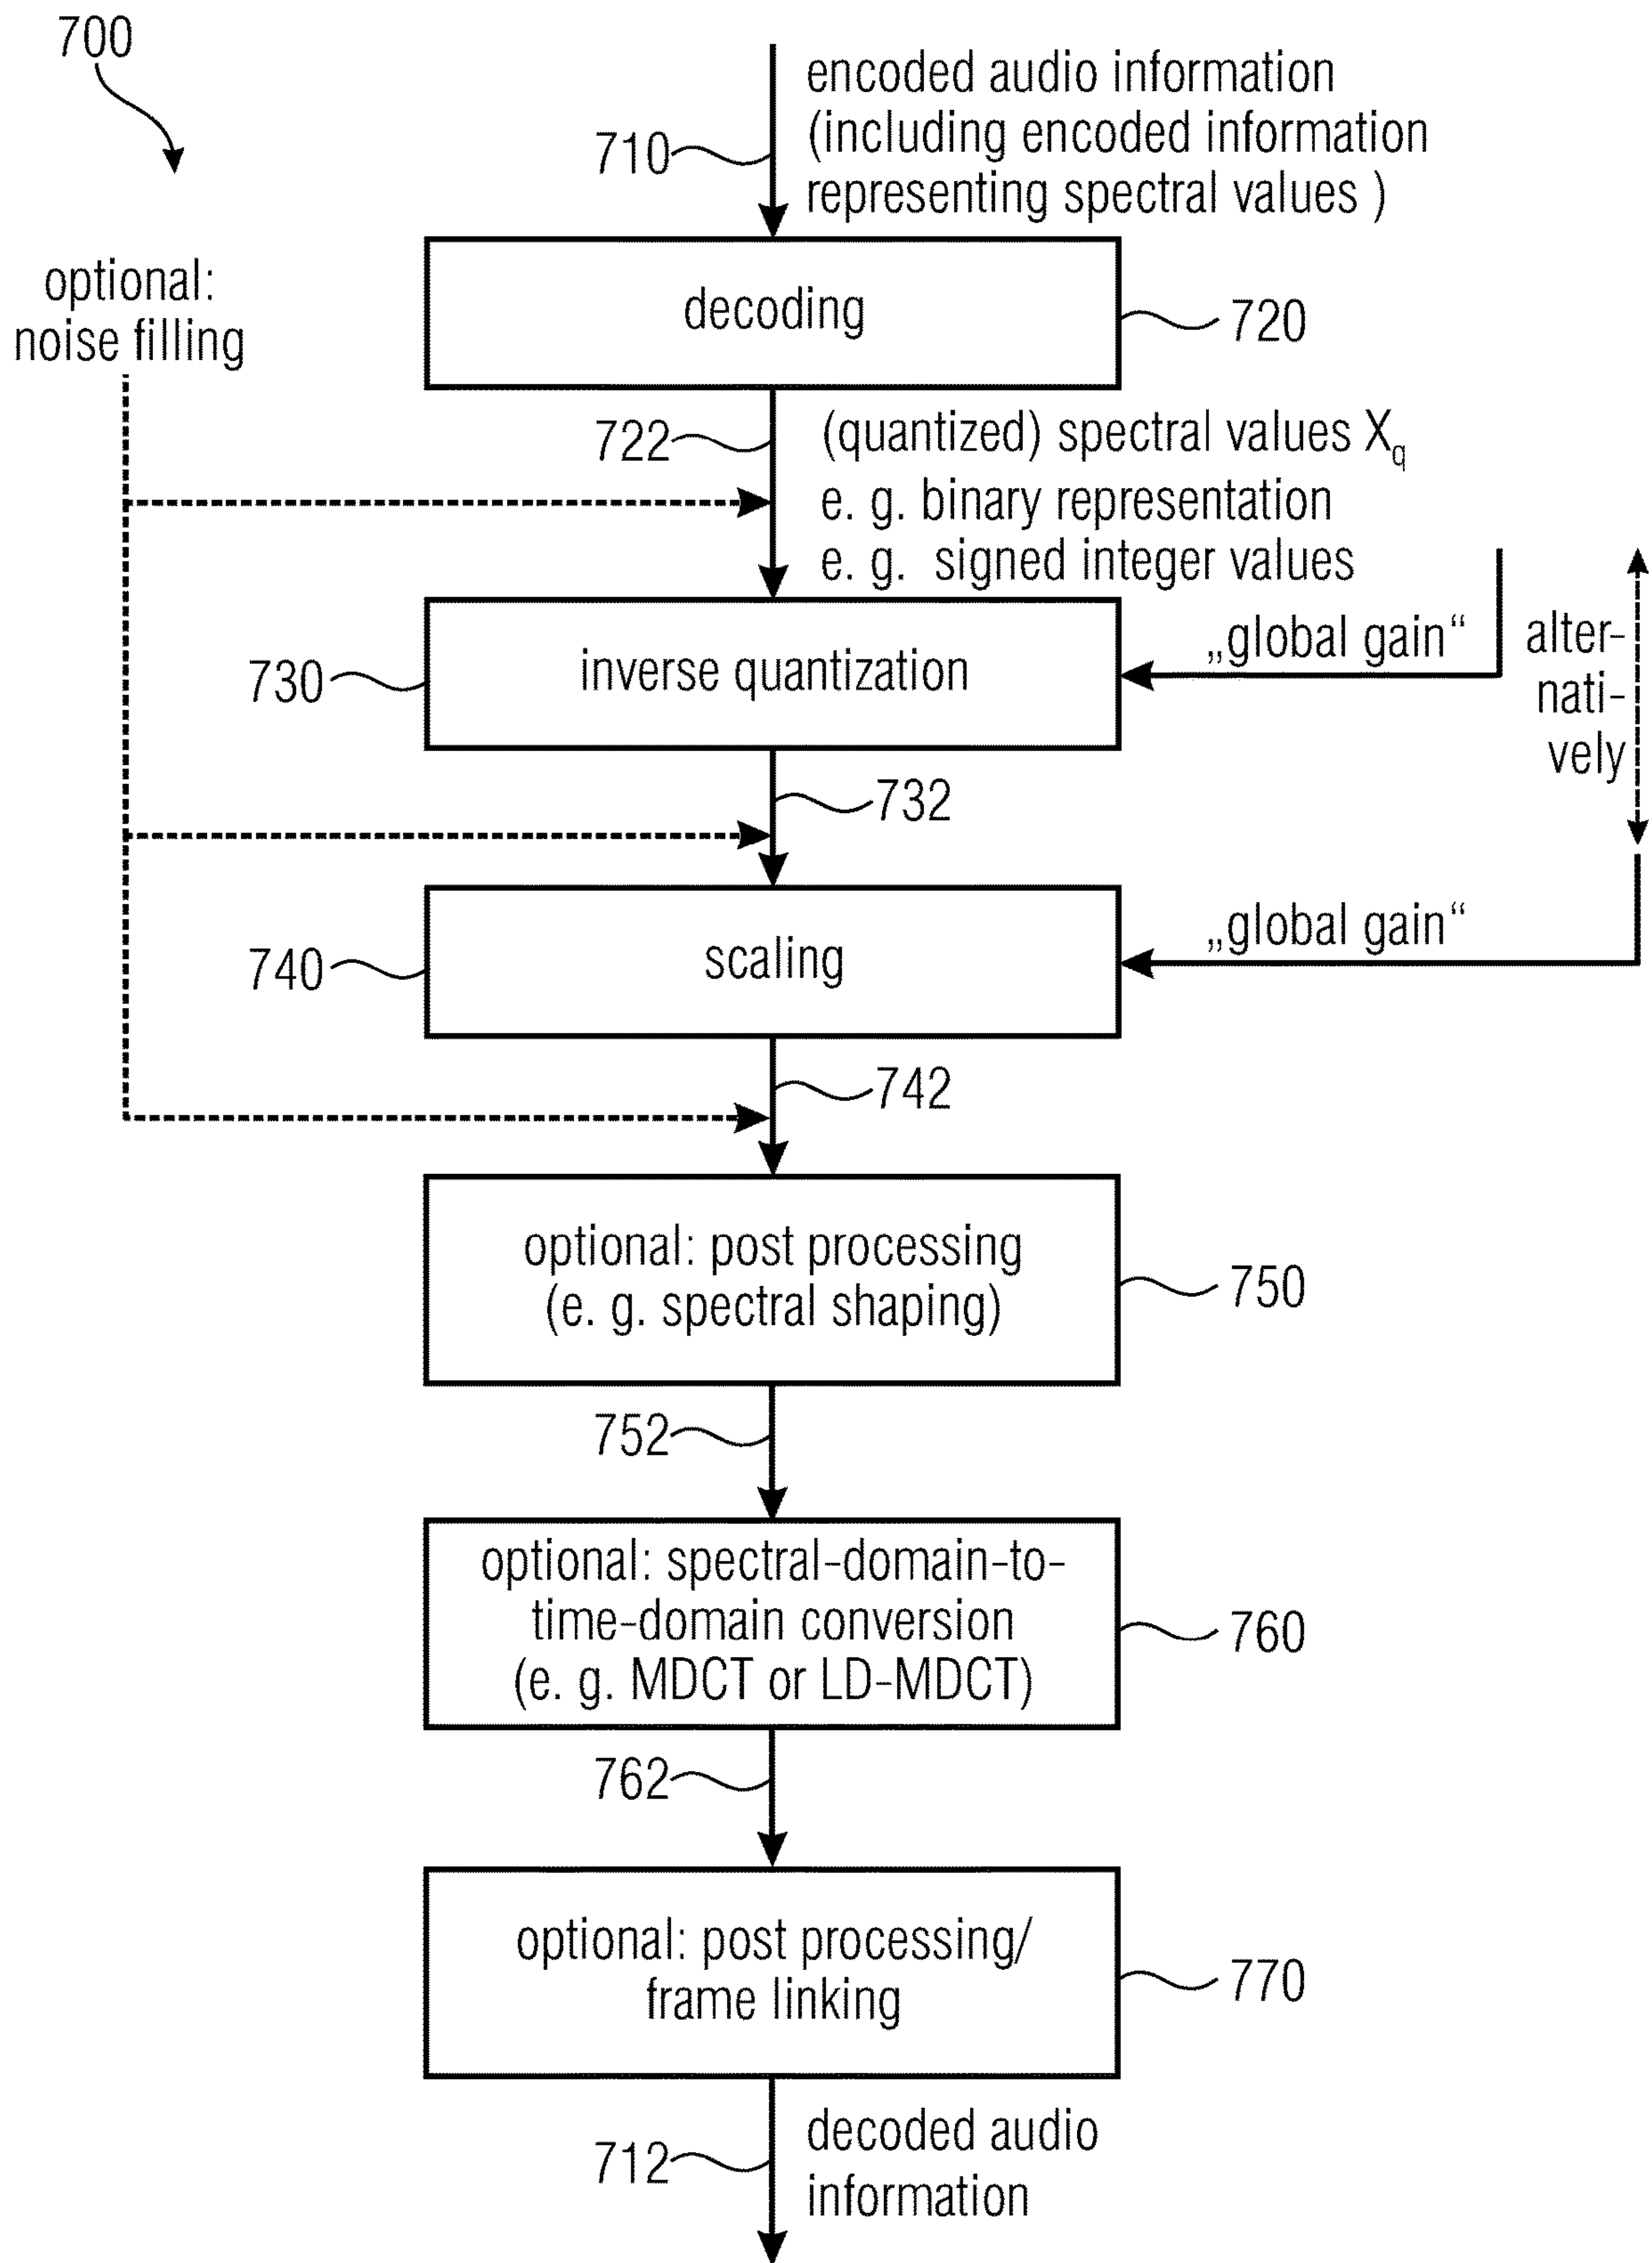 700
encoded audio information
(including encoded information
representing spectral values )
710
optional:
noise filling
decoding
720
722
(quantized) spectral values Xq
e. g. binary representation
e. g. signed integer values
„global gain“
alter-
nati-
vely
730
inverse quantization
732
„global gain“
740
scaling
742
optional: post processing
(e. g. spectral shaping)
750
752
optional: spectral-domain-to-
time-domain conversion
(e. g. MDCT or LD-MDCT)
760
762
optional: post processing/
frame linking
770
712
decoded audio
information